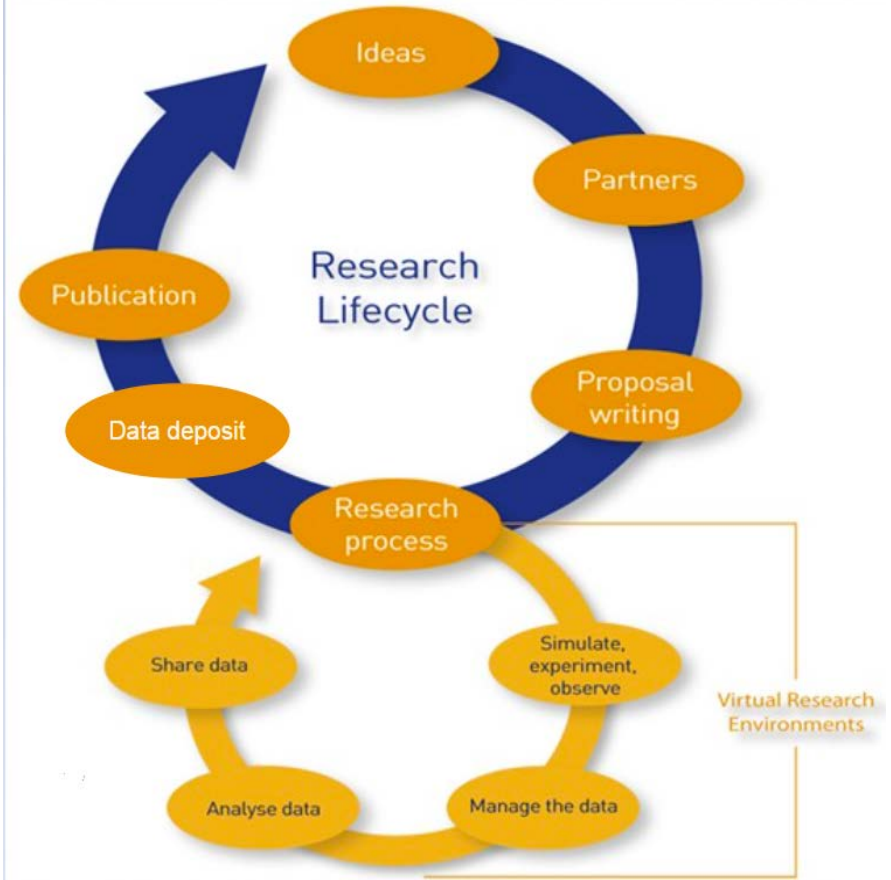 Ideas
Partners
Research
Lifecycle
Publication
Proposal
writing
Data deposit
Research
process
Share data
Simulate,
experiment,
observe
Virtual Research
Environments
Analyse data
Manage the data